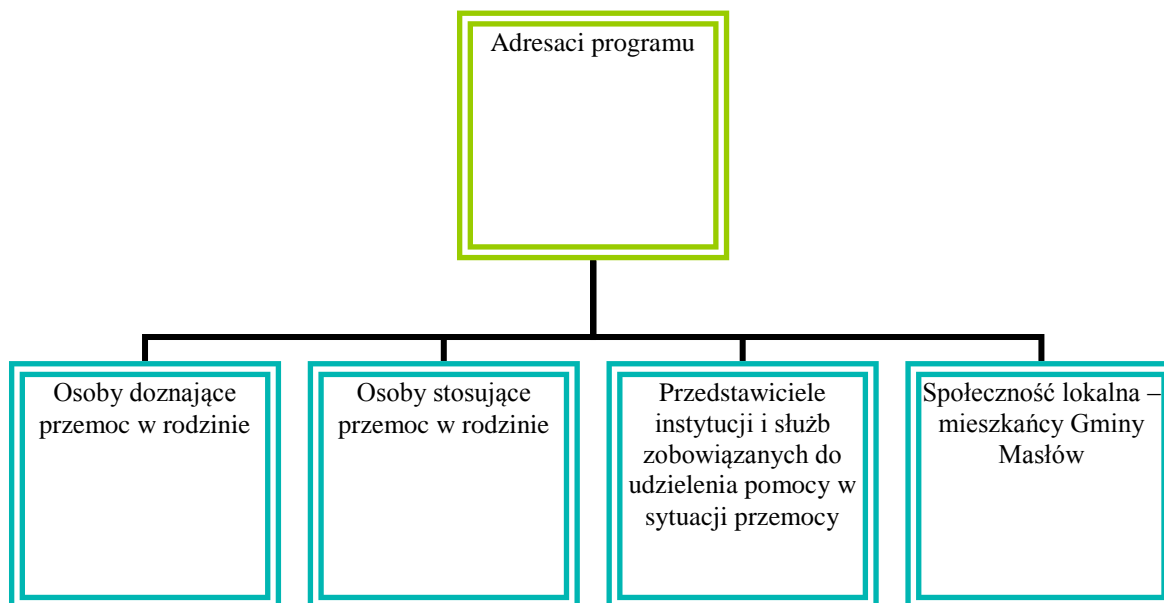 Adresaci programu
Osoby doznające
przemoc w rodzinie
Osoby stosujące
przemoc w rodzinie
Przedstawiciele
instytucji i służb
zobowiązanych do
udzielenia pomocy w
sytuacji przemocy
Społeczność lokalna –
mieszkańcy Gminy
Masłów